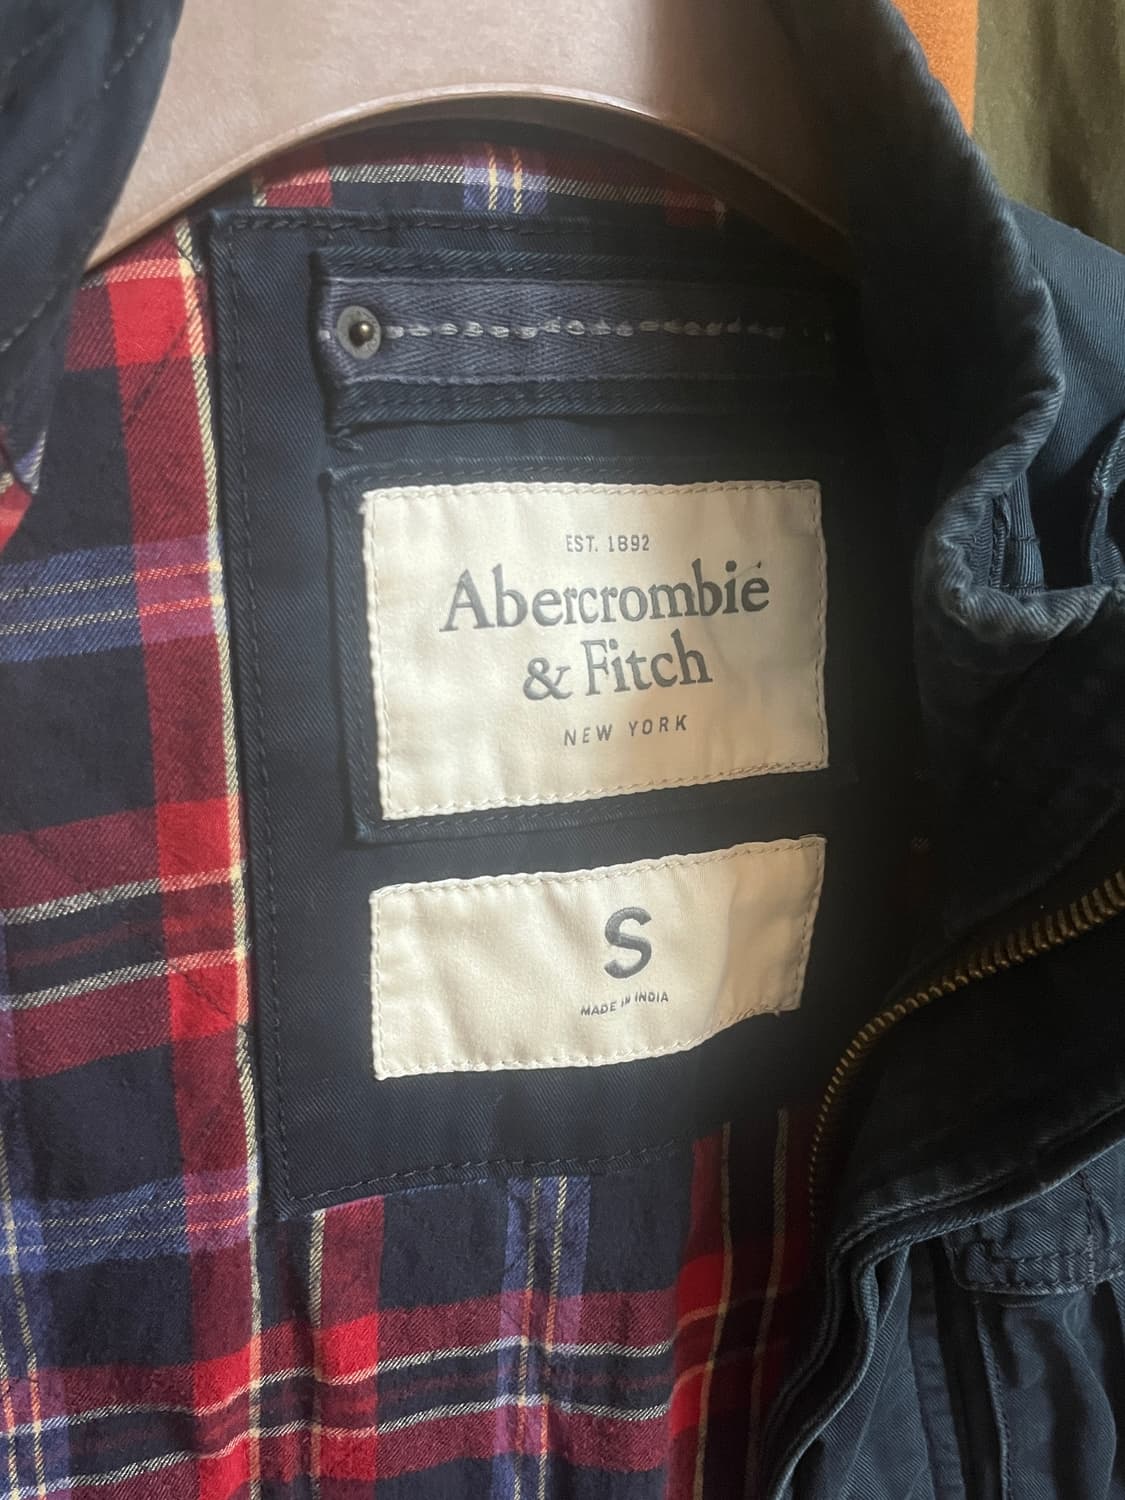 EST. 1892
Abercrombie
& Fitch
NEW YORK
S
MADE IN INDIA